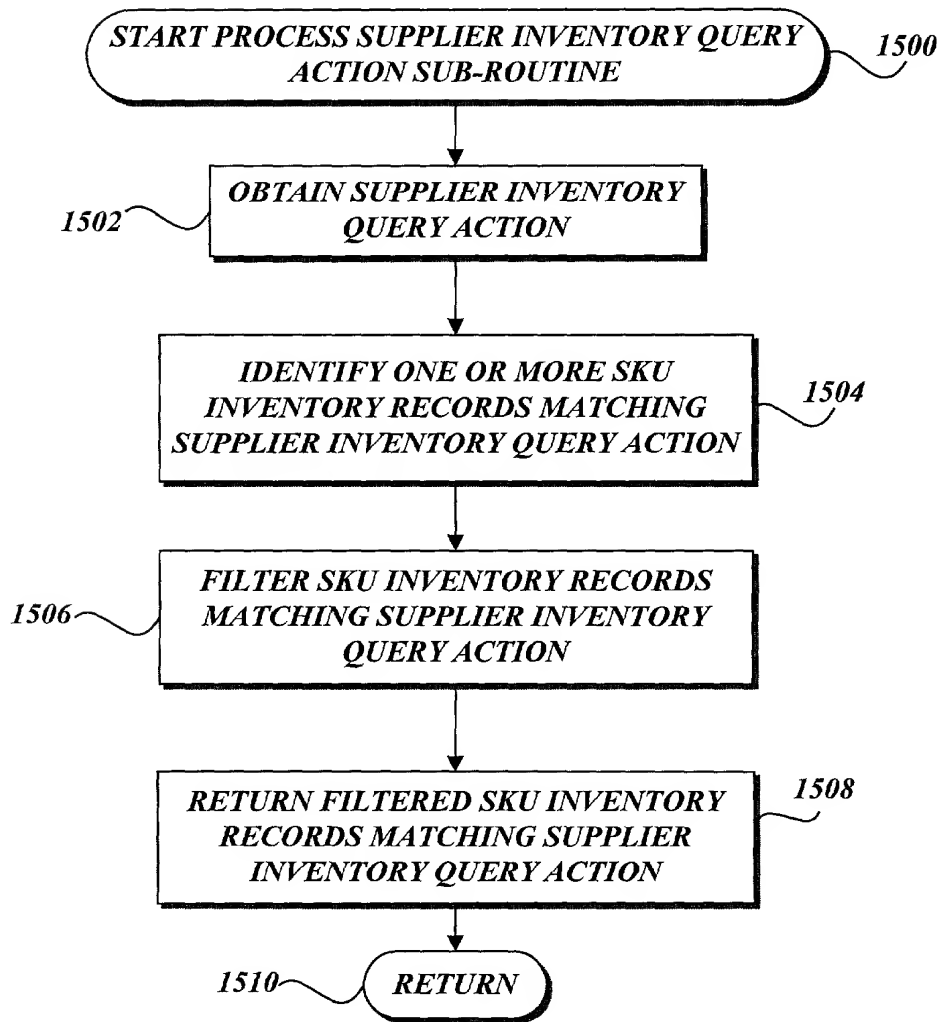 START PROCESS SUPPLIER INVENTORY QUERY
ACTION SUB-ROUTINE
1500
OBTAIN SUPPLIER INVENTORY
QUERY ACTION
1502
IDENTIFY ONE OR MORE SKU
INVENTORY RECORDS MATCHING
SUPPLIER INVENTORY QUERY ACTION
1504
FILTER SKU INVENTORY RECORDS
MATCHING SUPPLIER INVENTORY
QUERY ACTION
1506
RETURN FILTERED SKU INVENTORY
RECORDS MATCHING SUPPLIER
INVENTORY QUERY ACTION
1508
RETURN
1510